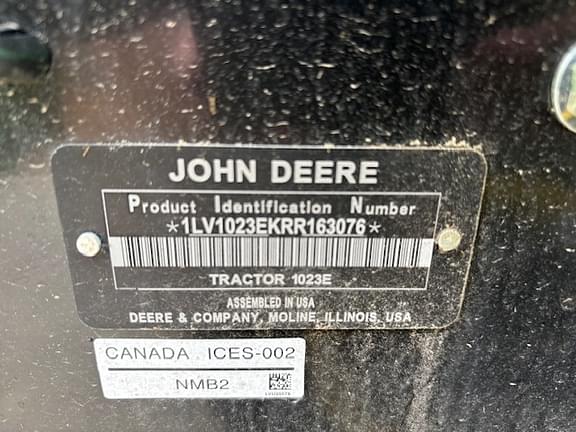 JOHN DEERE
Product Identification Number
*1LV1023EKRR163076*
TRACTOR 1023E
ASSEMBLED IN USA
DEERE & COMPANY, MOLINE, ILLINOIS, USA
CANADA ICES-002
NMB2